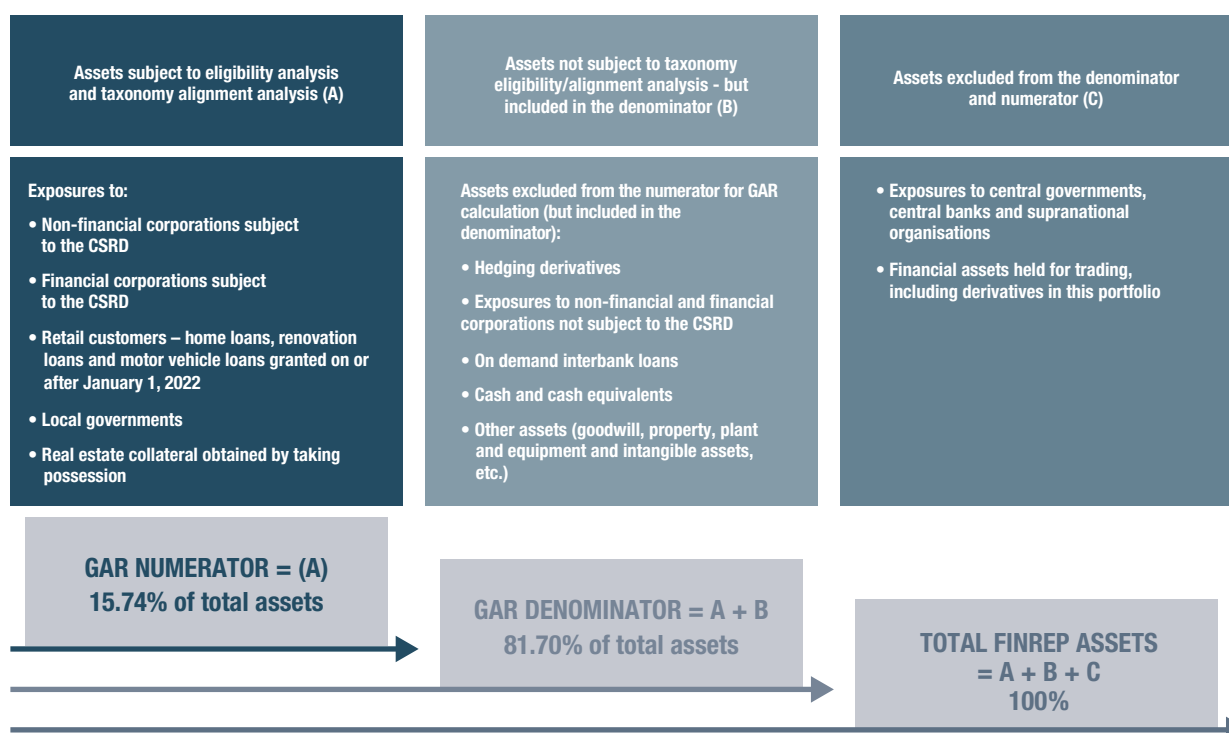 Assets subject to eligibility analysis
and taxonomy alignment analysis (A)
Assets not subject to taxonomy
eligibility/alignment analysis - but
included in the denominator (B)
Assets excluded from the denominator
and numerator (C)
Exposures to:
• Non-financial corporations subject
to the CSRD
• Financial corporations subject
to the CSRD
• Retail customers – home loans, renovation
loans and motor vehicle loans granted on or
after January 1, 2022
• Local governments
• Real estate collateral obtained by taking
possession
Assets excluded from the numerator for GAR
calculation (but included in the
denominator):
• Hedging derivatives
• Exposures to non-financial and financial
corporations not subject to the CSRD
• On demand interbank loans
• Cash and cash equivalents
• Other assets (goodwill, property, plant
and equipment and intangible assets,
etc.)
• Exposures to central governments,
central banks and supranational
organisations
• Financial assets held for trading,
including derivatives in this portfolio
GAR NUMERATOR = (A)
15.74% of total assets
GAR DENOMINATOR = A + B
81.70% of total assets
TOTAL FINREP ASSETS
= A + B + C
100%